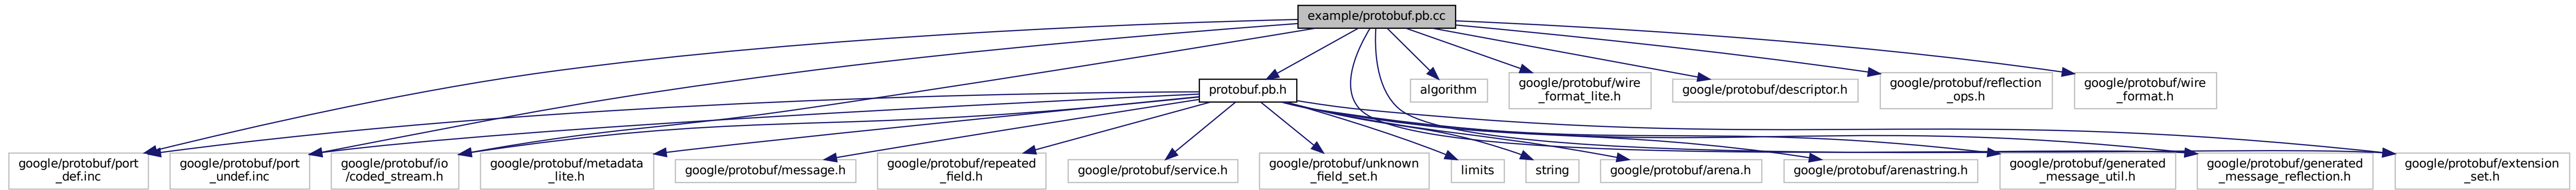 example/protobuf.pb.cc
protobuf.pb.h
algorithm
google/protobuf/wire
_format_lite.h
google/protobuf/descriptor.h
google/protobuf/reflection
_ops.h
google/protobuf/wire
_format.h
google/protobuf/port
_def.inc
google/protobuf/port
_undef.inc
google/protobuf/io
/coded_stream.h
google/protobuf/metadata
_lite.h
google/protobuf/message.h
google/protobuf/repeated
_field.h
google/protobuf/service.h
google/protobuf/unknown
_field_set.h
limits
string
google/protobuf/arena.h
google/protobuf/arenastring.h
google/protobuf/generated
_message_util.h
google/protobuf/generated
_message_reflection.h
google/protobuf/extension
_set.h